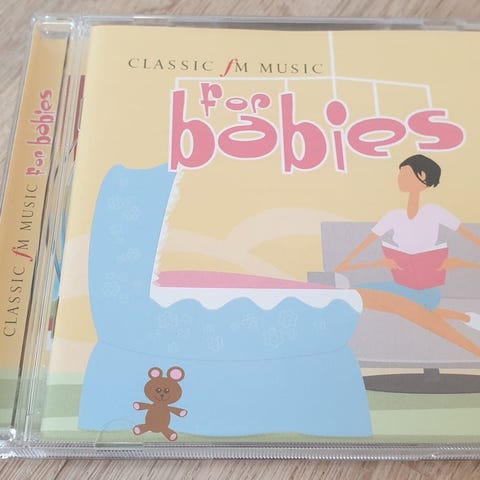 CLASSIC fM MUSIC
for
babies
CLASSIC fM MUSIC for babies